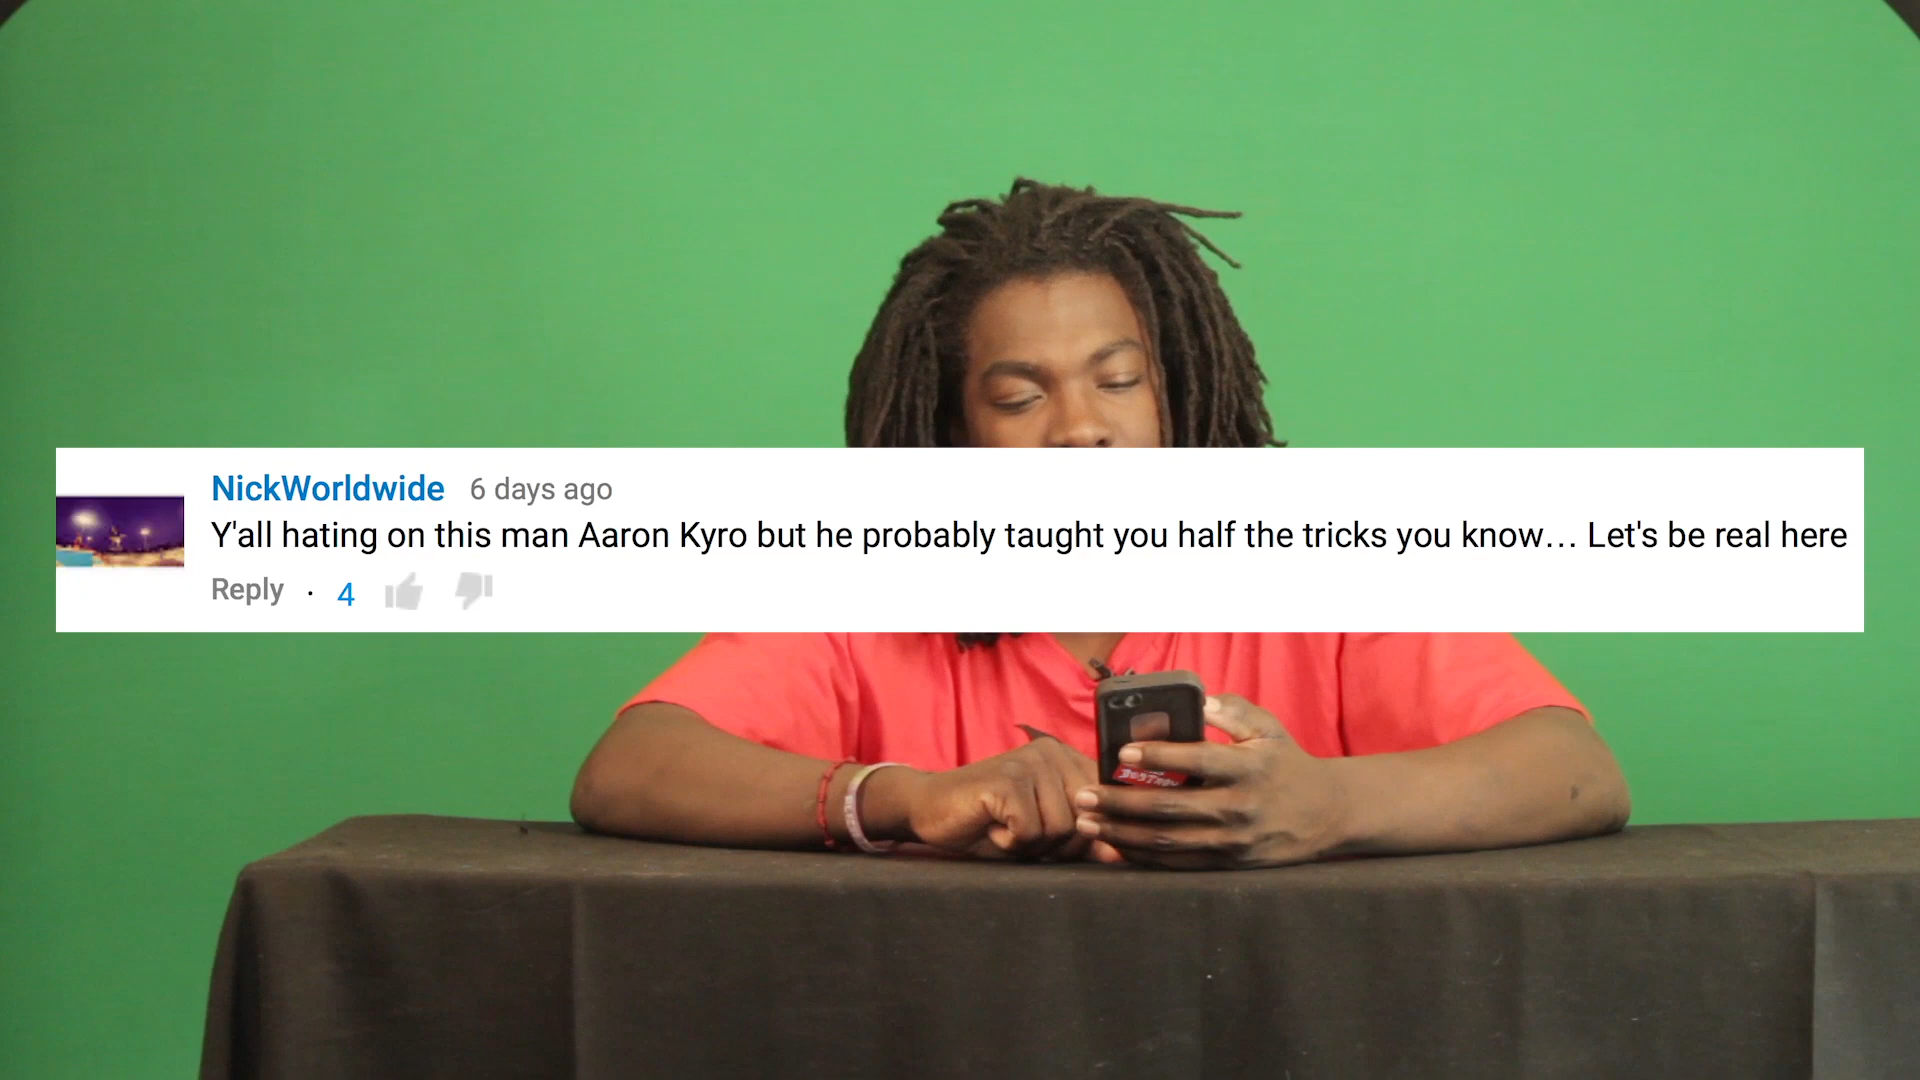 NickWorldwide 6 days ago
Y'all hating on this man Aaron Kyro but he probably taught you half the tricks you know... Let's be real here
Reply · 4